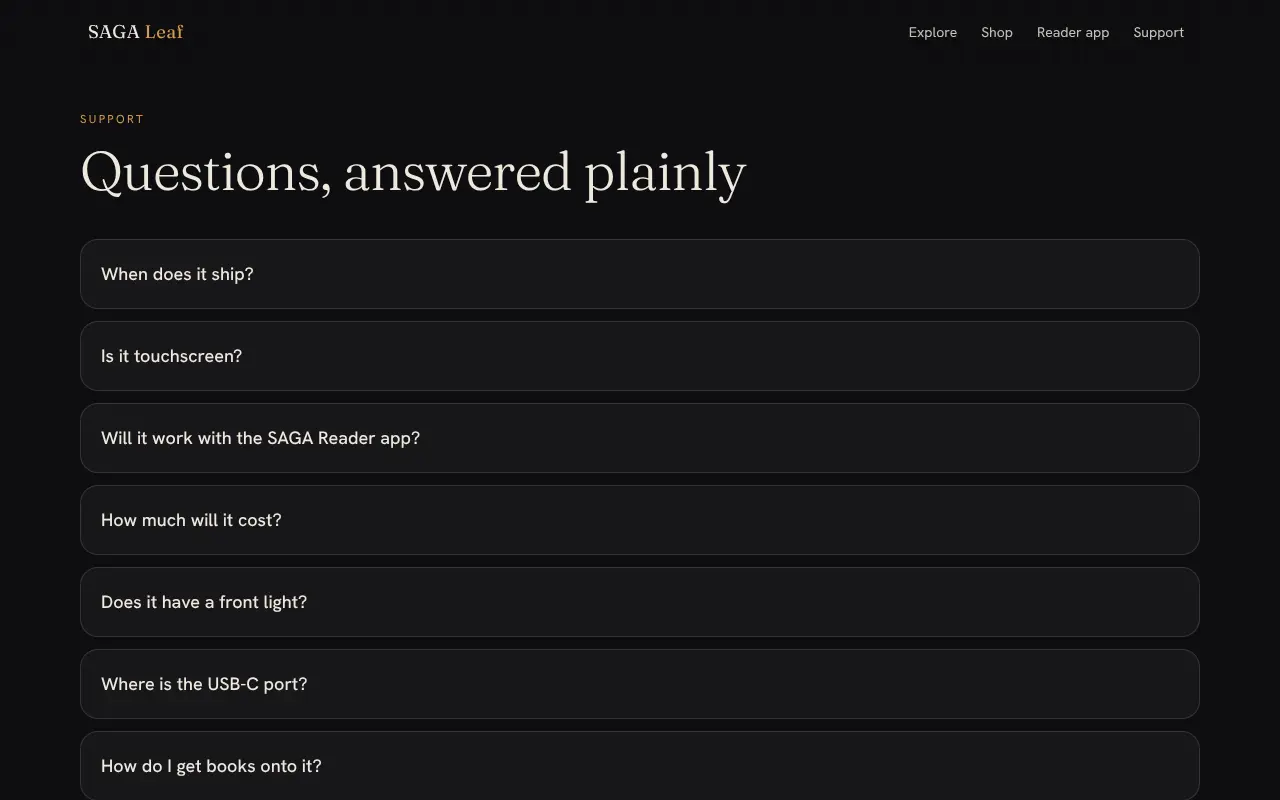 SAGA Leaf
Explore
Shop
Reader app
Support
SUPPORT
Questions, answered plainly
When does it ship?
Is it touchscreen?
Will it work with the SAGA Reader app?
How much will it cost?
Does it have a front light?
Where is the USB-C port?
How do I get books onto it?